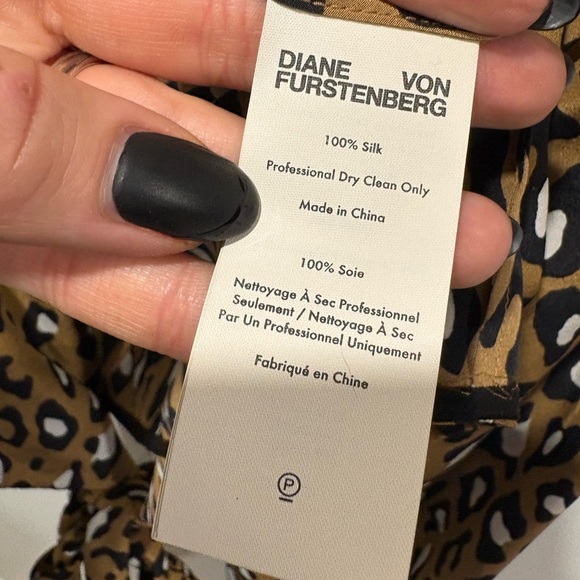 DIANE VON
FURSTENBERG
100% Silk
Professional Dry Clean Only
Made in China
100% Soie
Nettoyage À Sec Professionnel
Seulement / Nettoyage À Sec
Par Un Professionnel Uniquement
Fabriqué en Chine
P